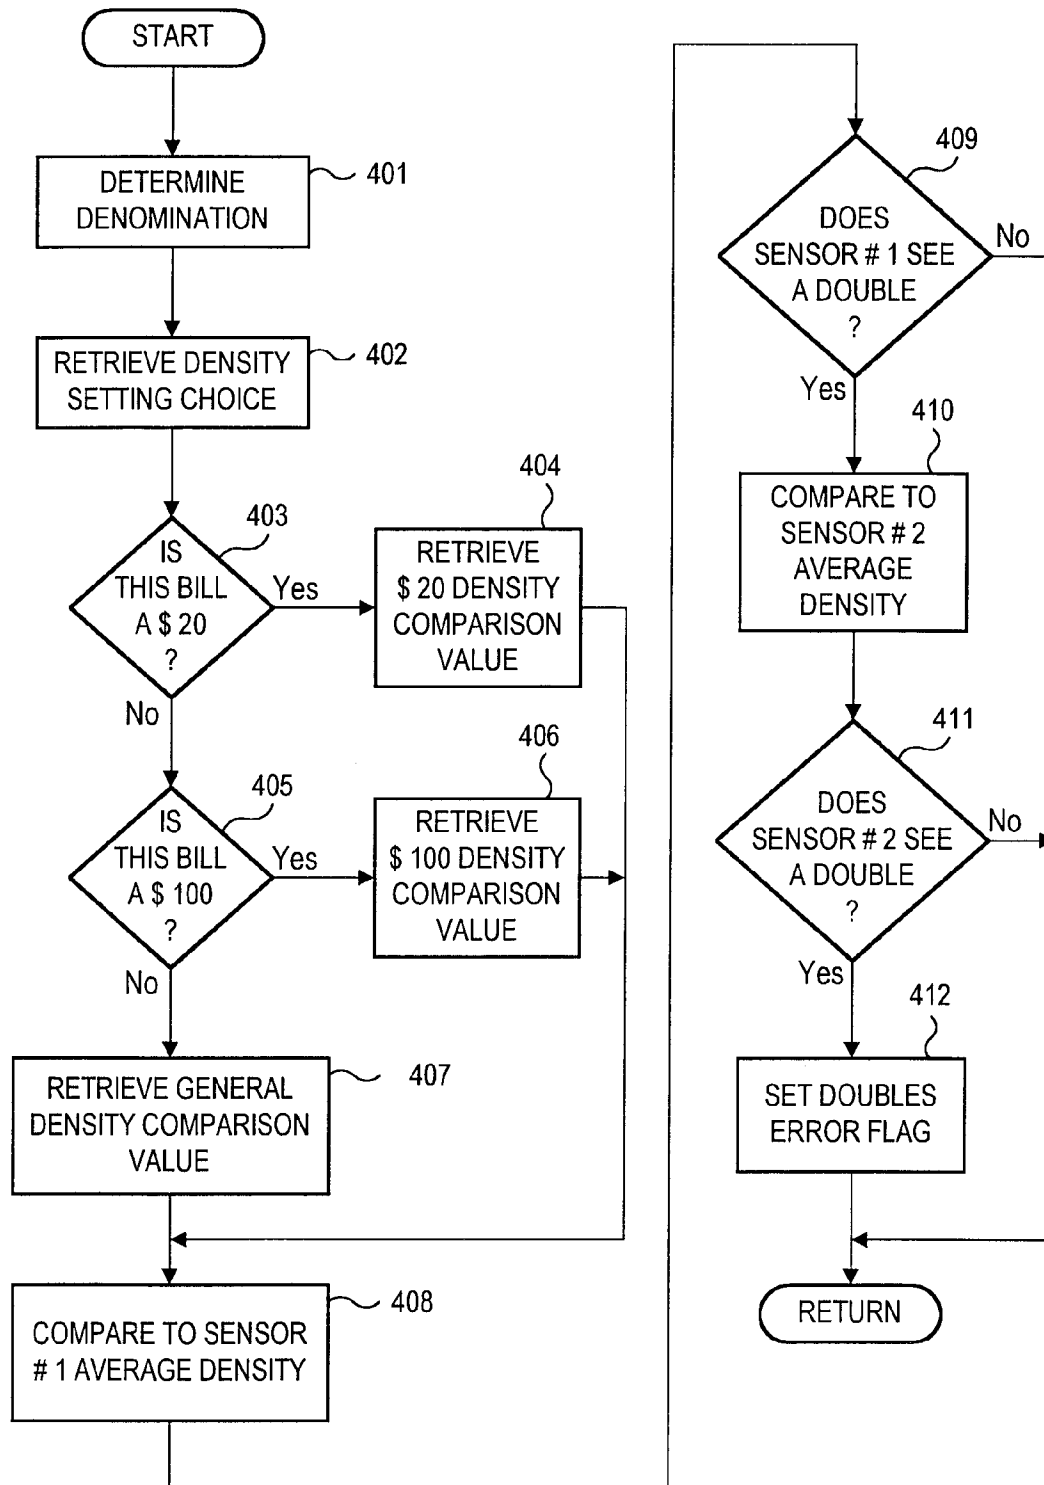 START
DETERMINE
DENOMINATION
401
RETRIEVE DENSITY
SETTING CHOICE
402
IS
THIS BILL
A $ 20
?
403
Yes
No
RETRIEVE
$ 20 DENSITY
COMPARISON
VALUE
404
IS
THIS BILL
A $ 100
?
405
Yes
No
RETRIEVE
$ 100 DENSITY
COMPARISON
VALUE
406
RETRIEVE GENERAL
DENSITY COMPARISON
VALUE
407
COMPARE TO SENSOR
# 1 AVERAGE DENSITY
408
DOES
SENSOR # 1 SEE
A DOUBLE
?
409
No
Yes
COMPARE TO
SENSOR # 2
AVERAGE
DENSITY
410
DOES
SENSOR # 2 SEE
A DOUBLE
?
411
No
Yes
SET DOUBLES
ERROR FLAG
412
RETURN